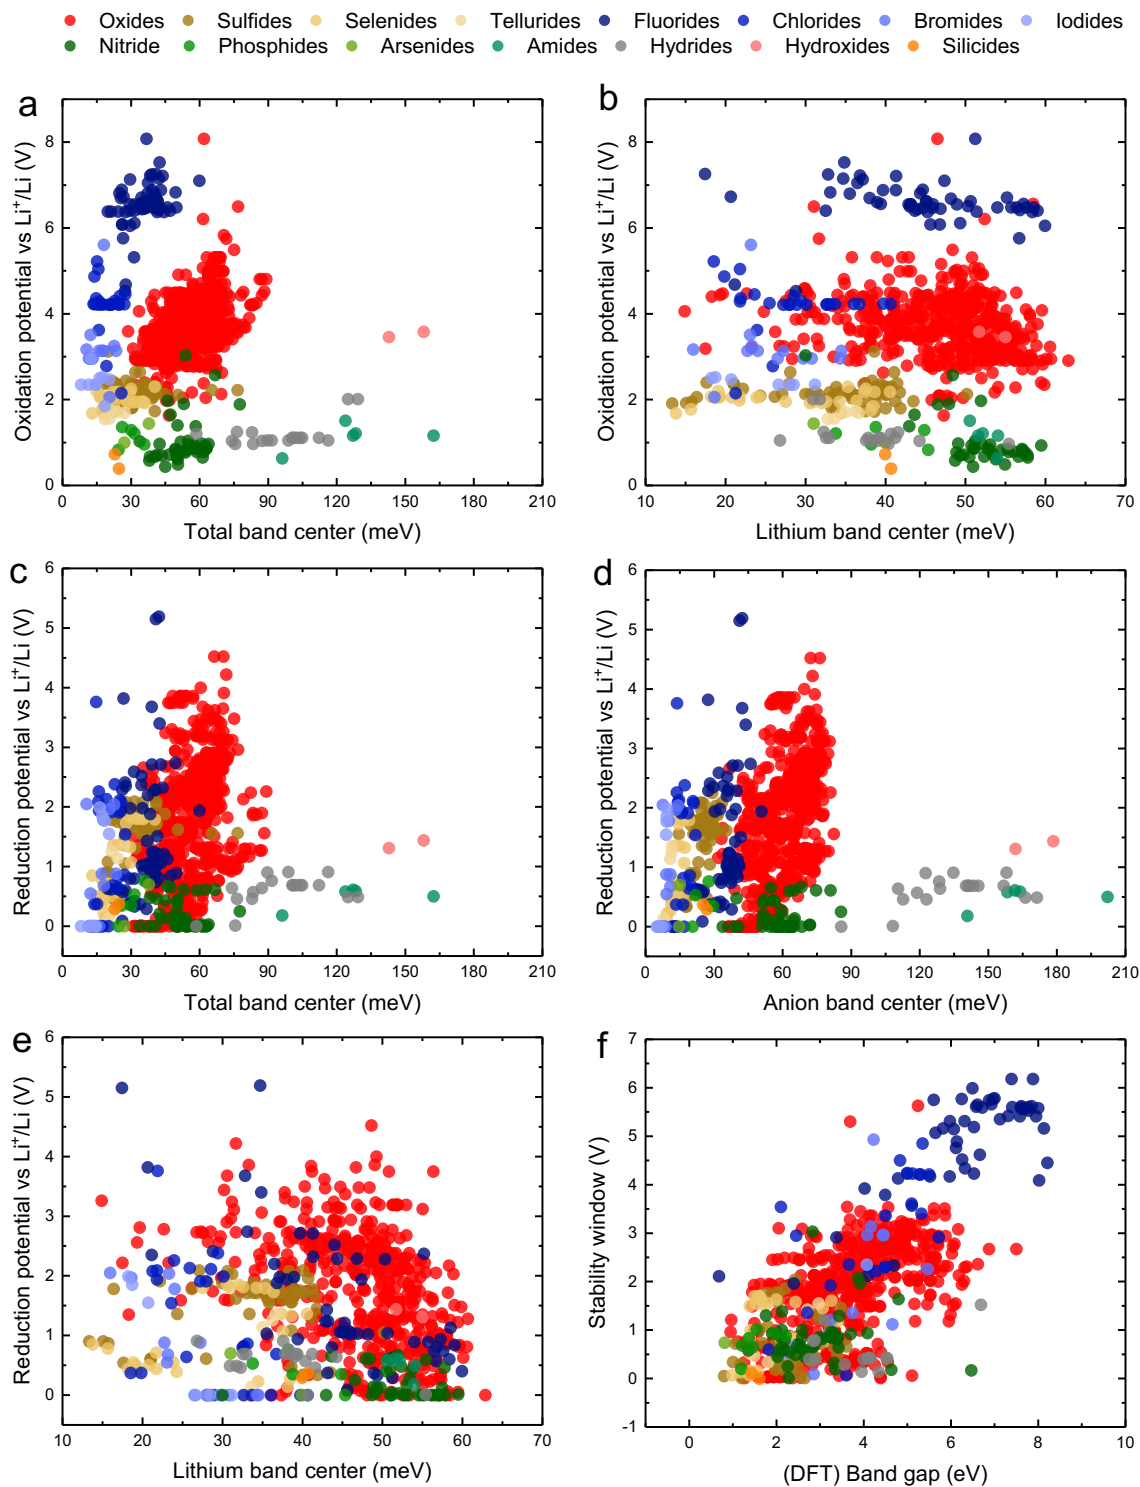 Oxides Sulfides Selenides Tellurides Fluorides Chlorides Bromides Iodides
Nitride Phosphides Arsenides Amides Hydrides Hydroxides Silicides
a
Oxidation potential vs Li⁺/Li (V)
8
6
4
2
0
0 30 60 90 120 150 180 210
Total band center (meV)
b
Oxidation potential vs Li⁺/Li (V)
8
6
4
2
0
10 20 30 40 50 60 70
Lithium band center (meV)
c
Reduction potential vs Li⁺/Li (V)
6
5
4
3
2
1
0
0 30 60 90 120 150 180 210
Total band center (meV)
d
Reduction potential vs Li⁺/Li (V)
6
5
4
3
2
1
0
0 30 60 90 120 150 180 210
Anion band center (meV)
e
Reduction potential vs Li⁺/Li (V)
6
5
4
3
2
1
0
10 20 30 40 50 60 70
Lithium band center (meV)
f
Stability window (V)
7
6
5
4
3
2
1
0
-1
0 2 4 6 8 10
(DFT) Band gap (eV)